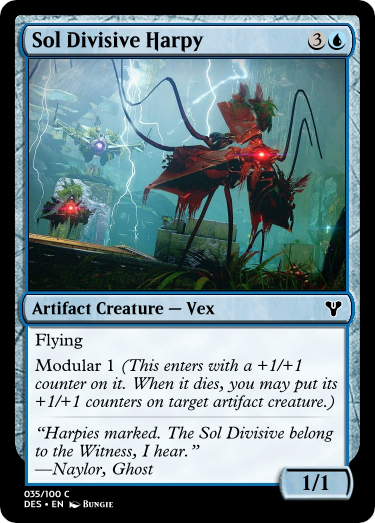 Sol Divisive Harpy 3
Artifact Creature — Vex
Flying
Modular 1 (This enters with a +1/+1
counter on it. When it dies, you may put its
+1/+1 counters on target artifact creature.)
“Harpies marked. The Sol Divisive belong
to the Witness, I hear.”
—Naylor, Ghost
1/1
035/100 C
DES • EN Bungie